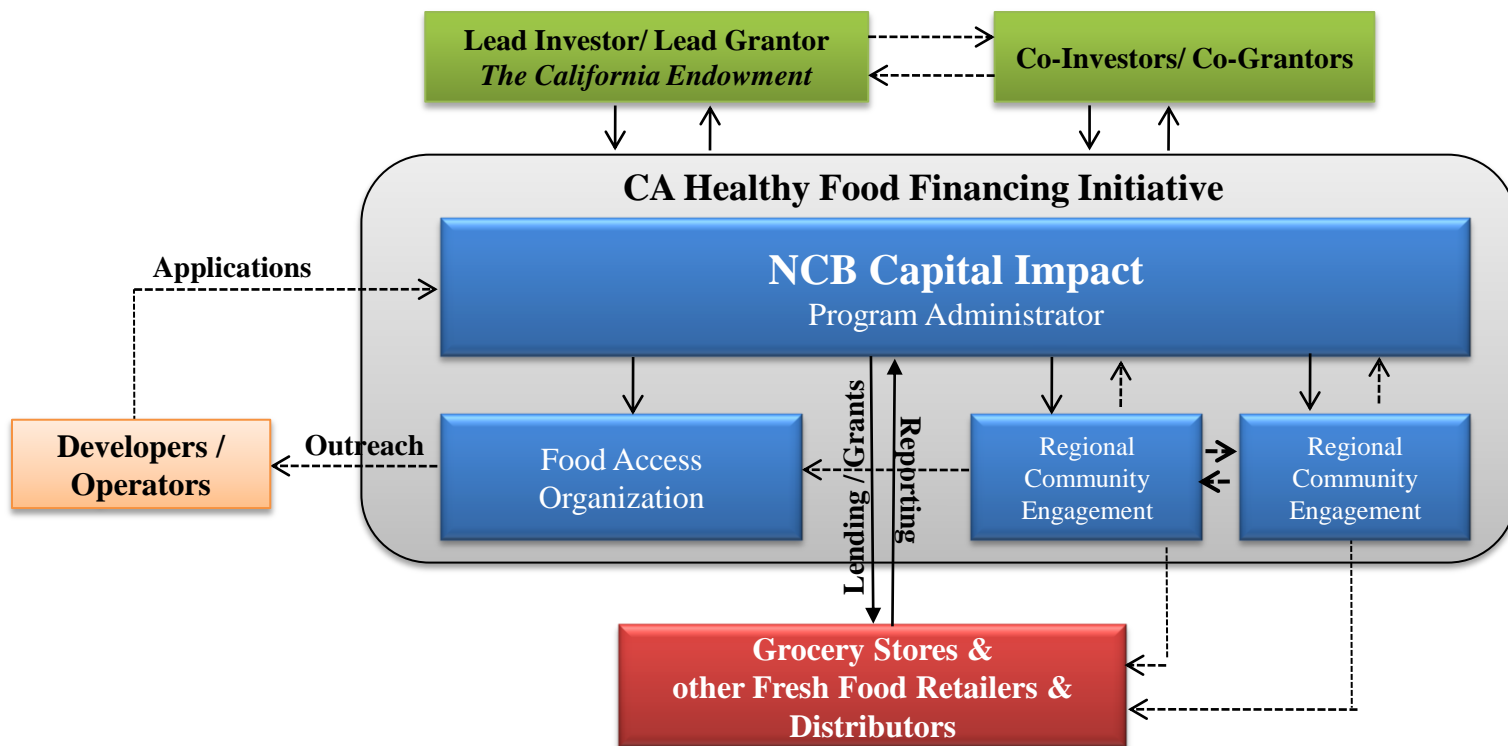 Lead Investor/ Lead Grantor
The California Endowment
Co-Investors/ Co-Grantors
CA Healthy Food Financing Initiative
NCB Capital Impact
Program Administrator
Applications
Developers /
Operators
Outreach
Food Access
Organization
Lending /Grants
Reporting
Regional
Community
Engagement
Regional
Community
Engagement
Grocery Stores &
other Fresh Food Retailers &
Distributors